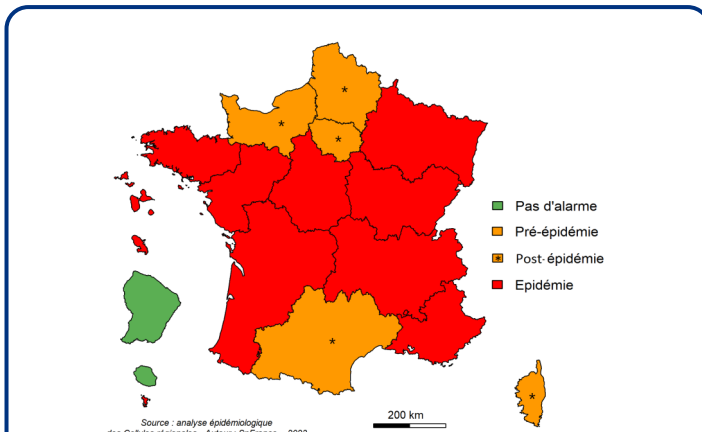 Pas d'alarme
Pré-épidémie
* Post-épidémie
Epidémie
Source : analyse épidémiologique
200 km